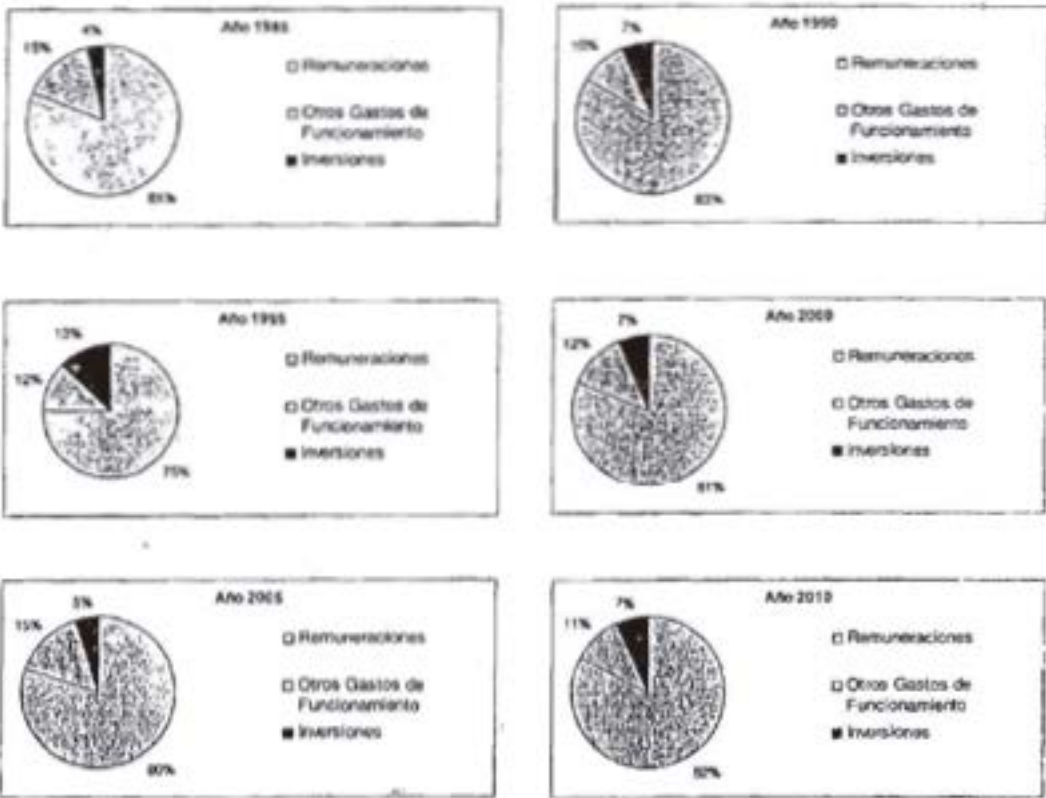 Año 1985
4%
15%
Remuneraciones
Otros Gastos de
Funcionamiento
Inversiones
81%
Año 1990
7%
10%
Remuneraciones
Otros Gastos de
Funcionamiento
Inversiones
83%
Año 1995
13%
12%
Remuneraciones
Otros Gastos de
Funcionamiento
Inversiones
75%
Año 2000
7%
12%
Remuneraciones
Otros Gastos de
Funcionamiento
Inversiones
81%
Año 2005
5%
15%
Remuneraciones
Otros Gastos de
Funcionamiento
Inversiones
80%
Año 2010
7%
11%
Remuneraciones
Otros Gastos de
Funcionamiento
Inversiones
82%